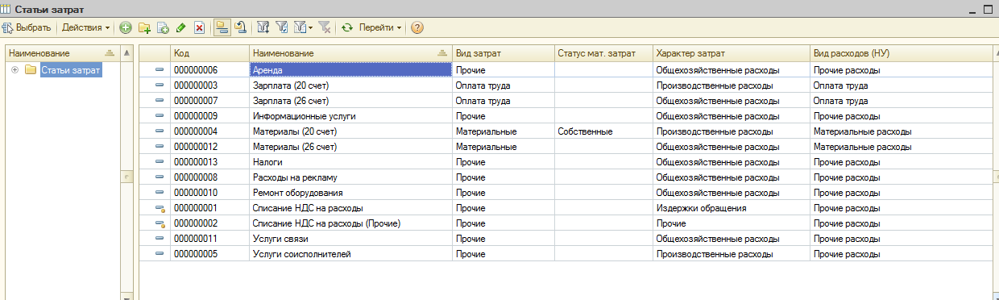 Статьи затрат
Выбрать Действия Перейти
Наименование Код Наименование Вид затрат Статус мат. затрат Характер затрат Вид расходов (НУ)
Статьи затрат 000000006 Аренда Прочие Общехозяйственные расходы Прочие расходы
000000003 Зарплата (20 счет) Оплата труда Производственные расходы Оплата труда
000000007 Зарплата (26 счет) Оплата труда Общехозяйственные расходы Оплата труда
000000009 Информационные услуги Прочие Общехозяйственные расходы Прочие расходы
000000004 Материалы (20 счет) Материальные Собственные Производственные расходы Материальные расходы
000000012 Материалы (26 счет) Материальные Общехозяйственные расходы Материальные расходы
000000013 Налоги Прочие Общехозяйственные расходы Прочие расходы
000000008 Расходы на рекламу Прочие Общехозяйственные расходы Прочие расходы
000000010 Ремонт оборудования Прочие Общехозяйственные расходы Прочие расходы
000000001 Списание НДС на расходы Прочие Издержки обращения Прочие расходы
000000002 Списание НДС на расходы (Прочие) Прочие Прочие Прочие расходы
000000011 Услуги связи Прочие Общехозяйственные расходы Прочие расходы
000000005 Услуги соисполнителей Прочие Производственные расходы Прочие расходы